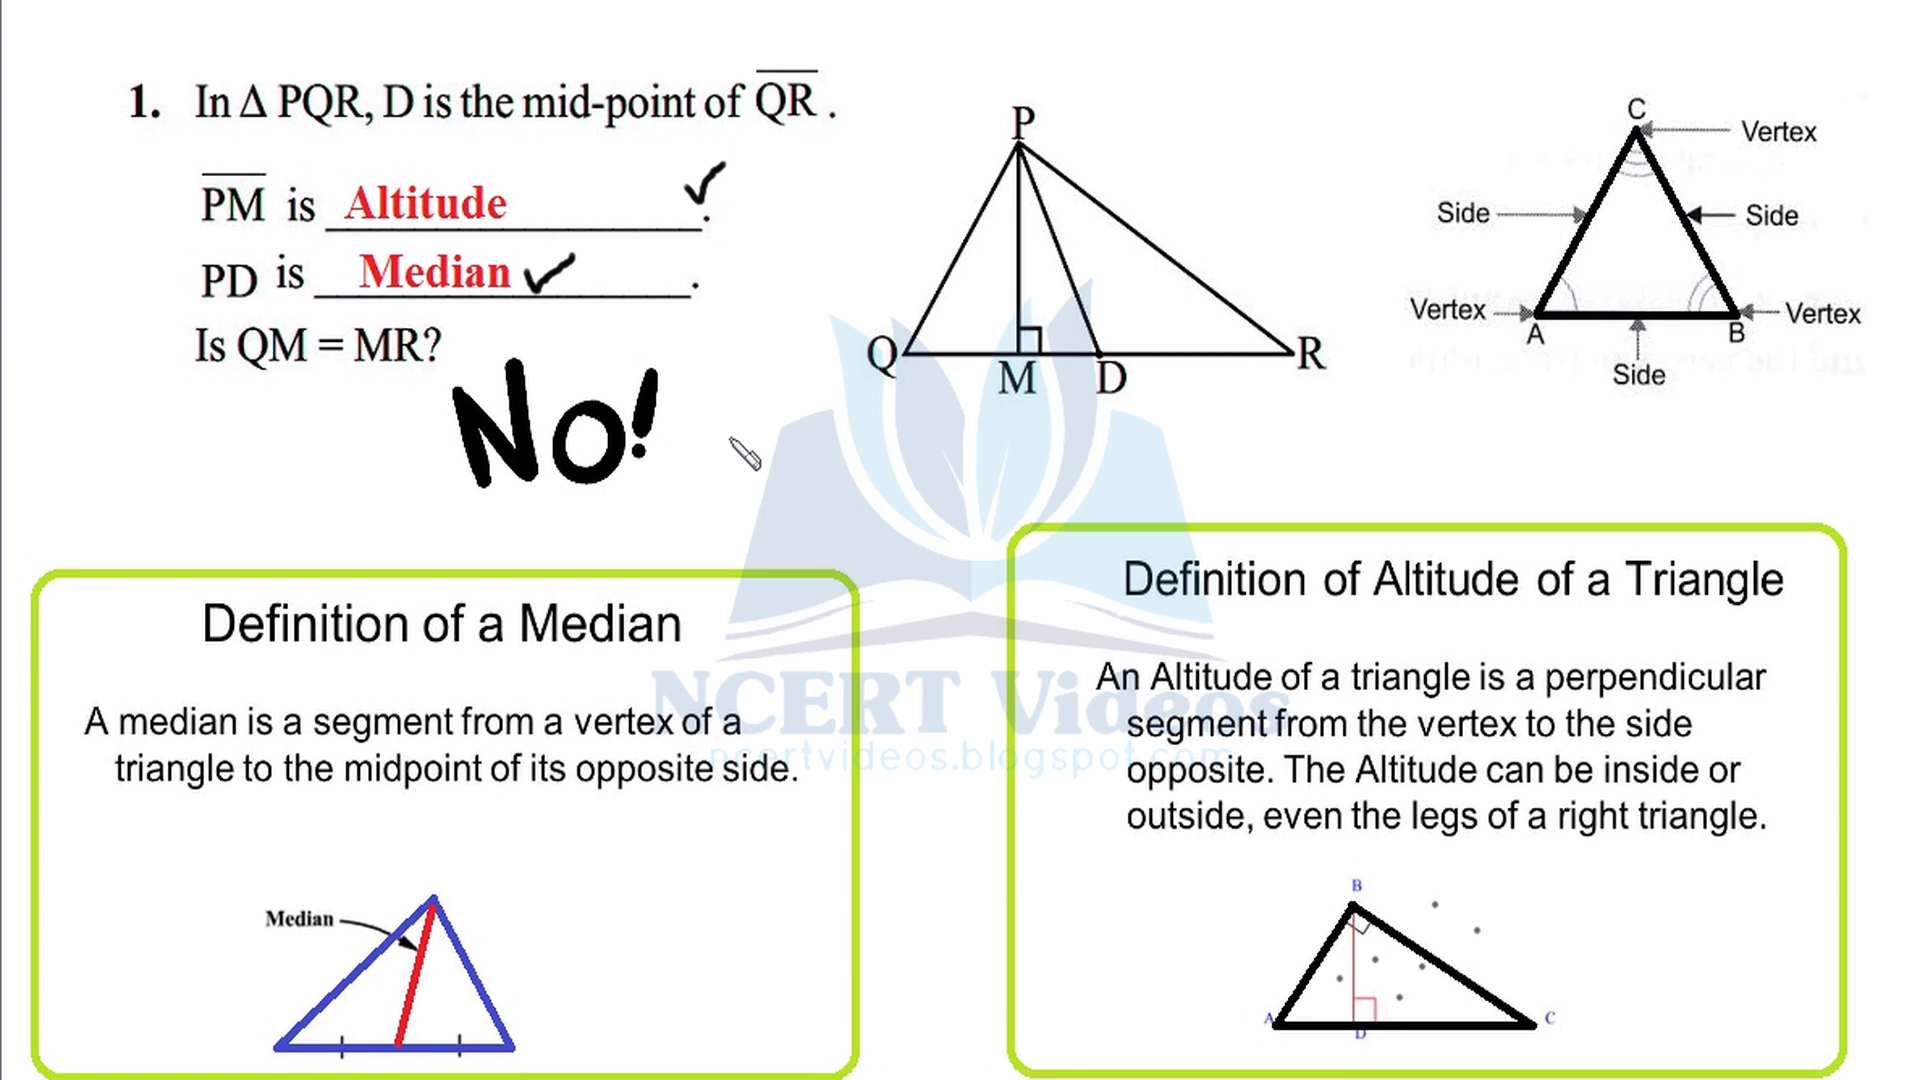 1. In Δ PQR, D is the mid-point of QR.
PM is Altitude.
PD is Median.
Is QM = MR?
No!
P
Q
M
D
R
C
Vertex
Side
Side
Vertex
A
B
Vertex
Side
Definition of a Median
A median is a segment from a vertex of a
triangle to the midpoint of its opposite side.
Median
Definition of Altitude of a Triangle
An Altitude of a triangle is a perpendicular
segment from the vertex to the side
opposite. The Altitude can be inside or
outside, even the legs of a right triangle.
B
A
D
C
NCERT Videos
ncertvideos.blogspot.com